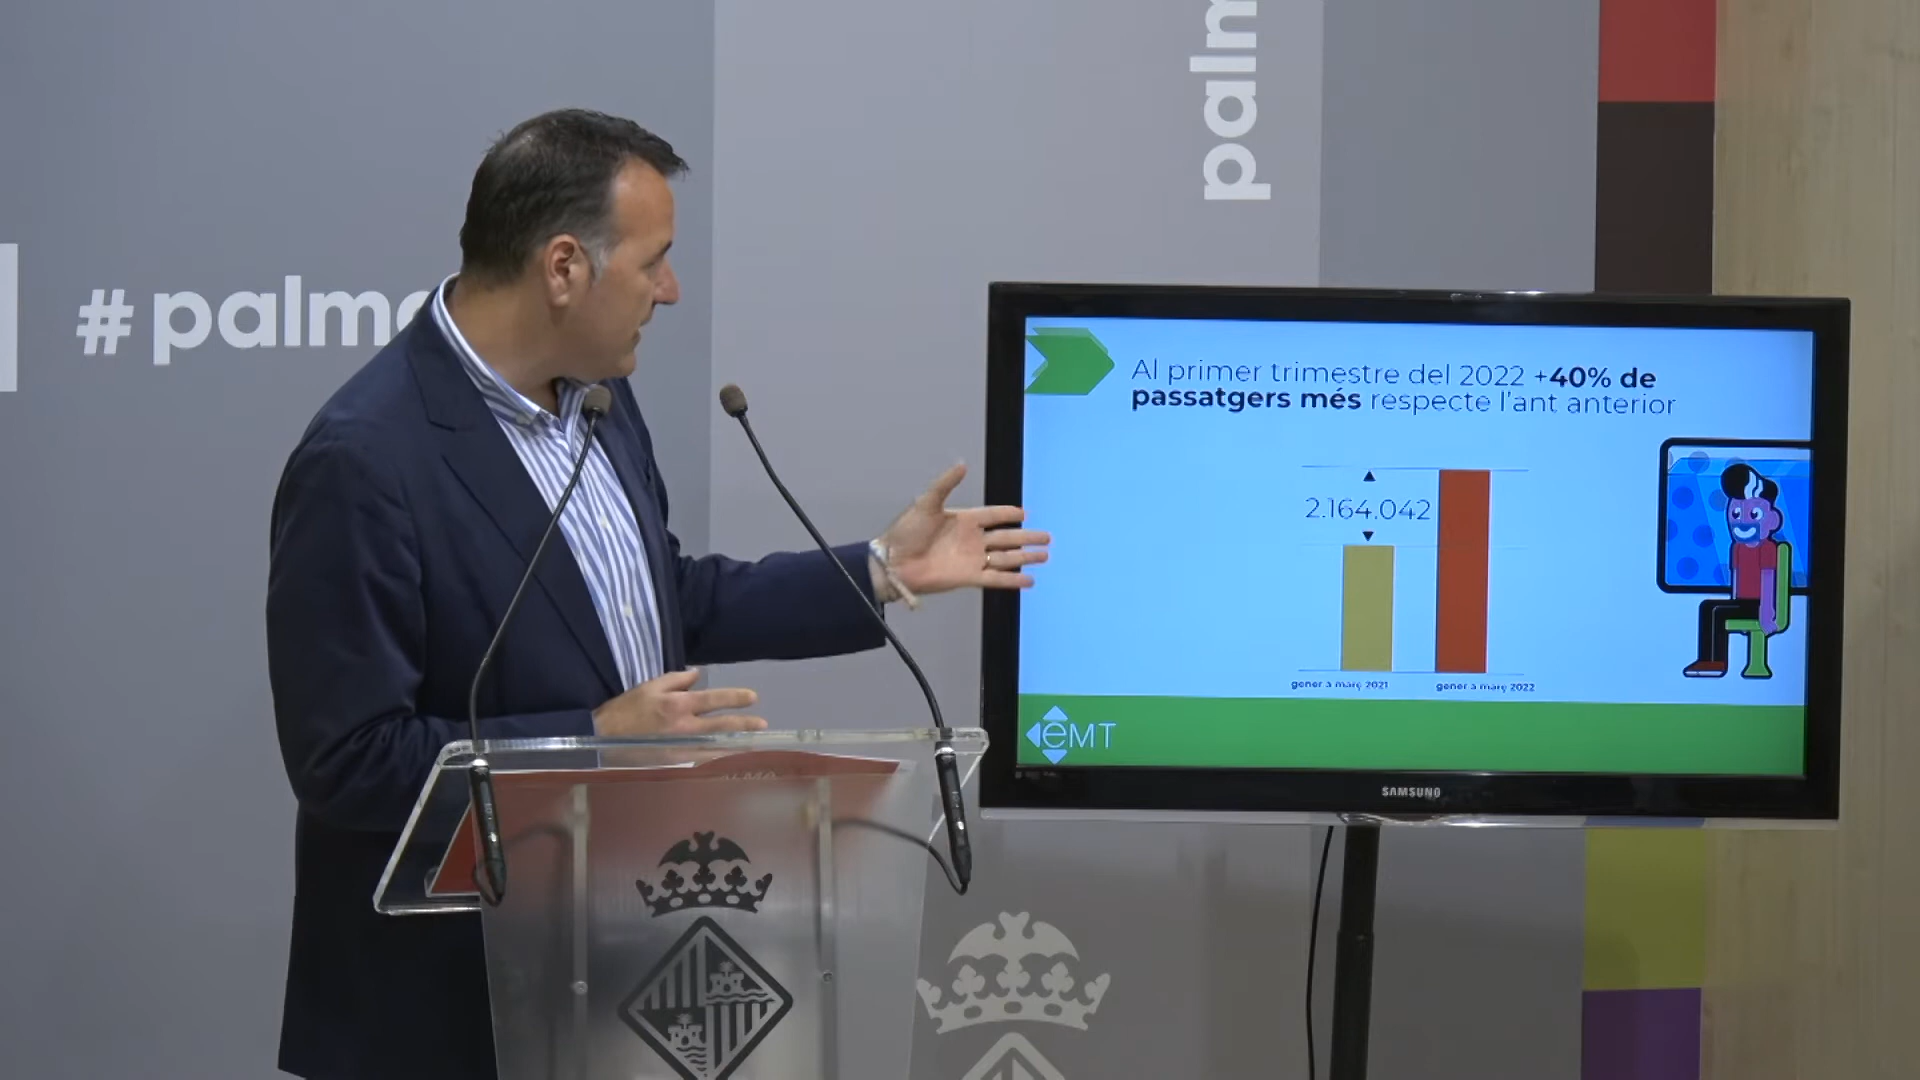 palm
#palma
Al primer trimestre del 2022 +40% de
passatgers més respecte l'ant anterior
2.164.042
gener a març 2021
gener a març 2022
eMT
SAMSUNG